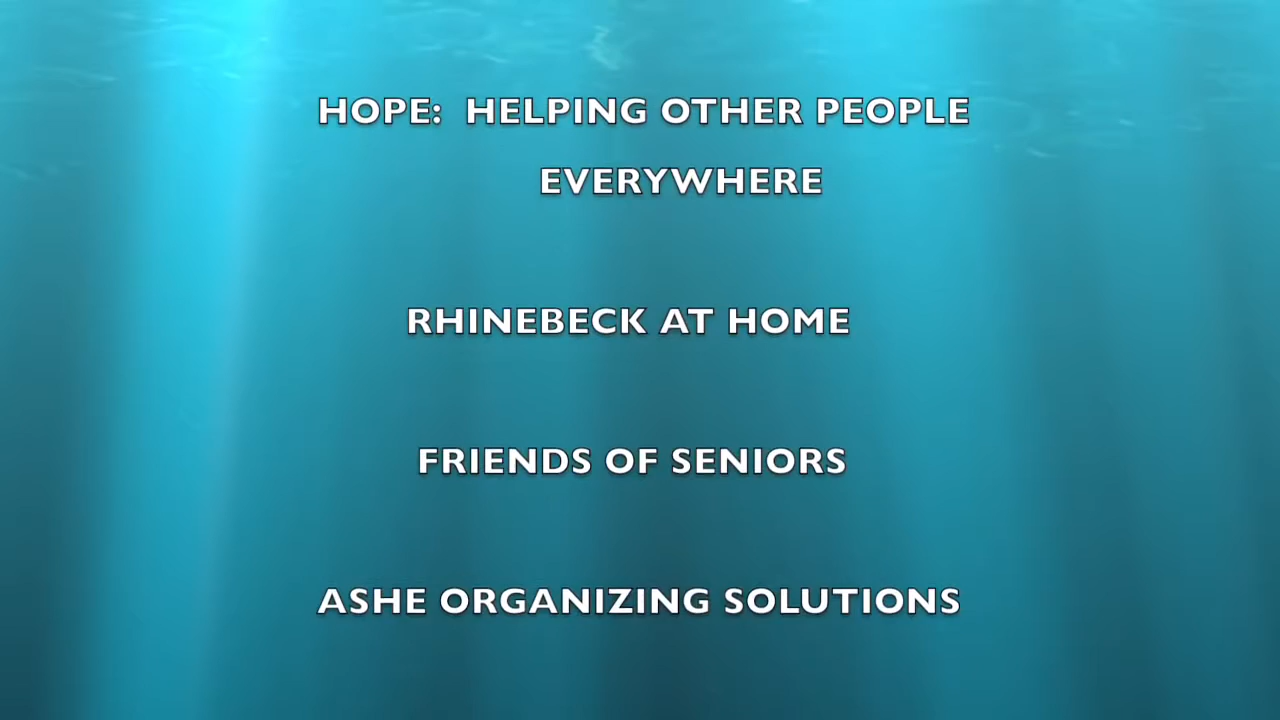 HOPE:  HELPING OTHER PEOPLE
EVERYWHERE
RHINEBECK AT HOME
FRIENDS OF SENIORS
ASHE ORGANIZING SOLUTIONS